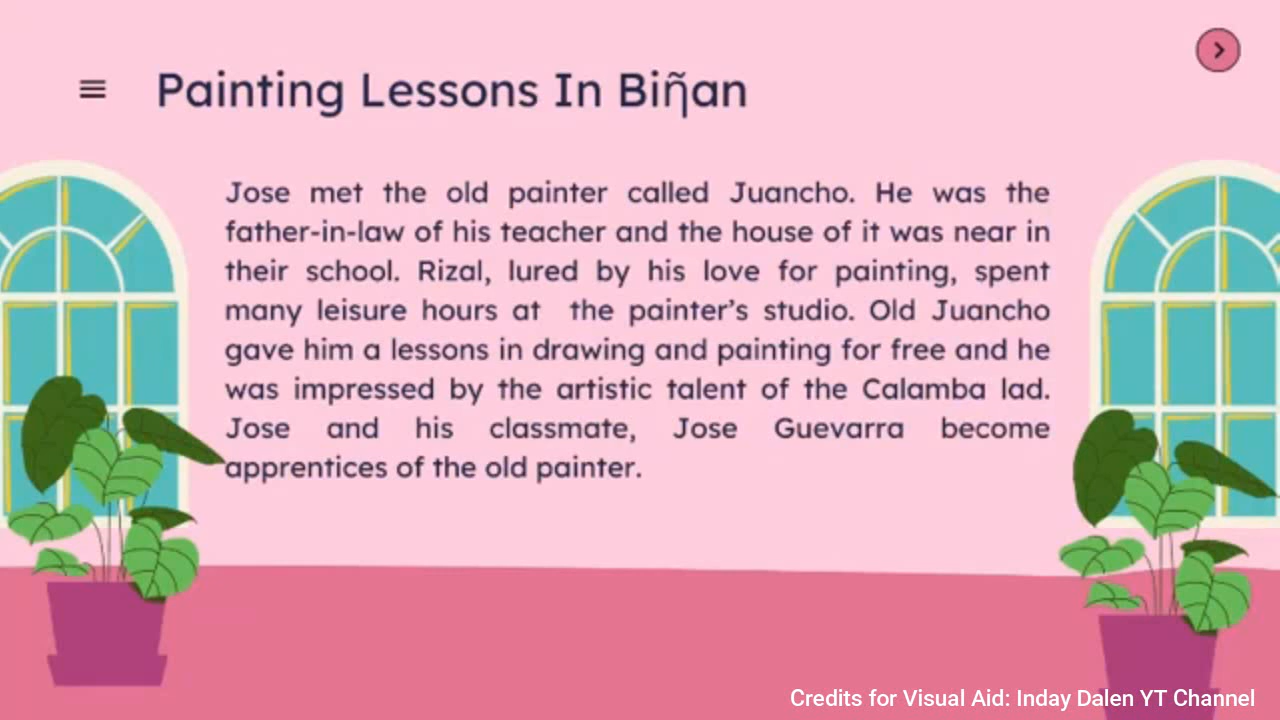 Painting Lessons In Biῆan
Jose met the old painter called Juancho. He was the
father-in-law of his teacher and the house of it was near in
their school. Rizal, lured by his love for painting, spent
many leisure hours at the painter’s studio. Old Juancho
gave him a lessons in drawing and painting for free and he
was impressed by the artistic talent of the Calamba lad.
Jose and his classmate, Jose Guevarra become
apprentices of the old painter.
Credits for Visual Aid: Inday Dalen YT Channel